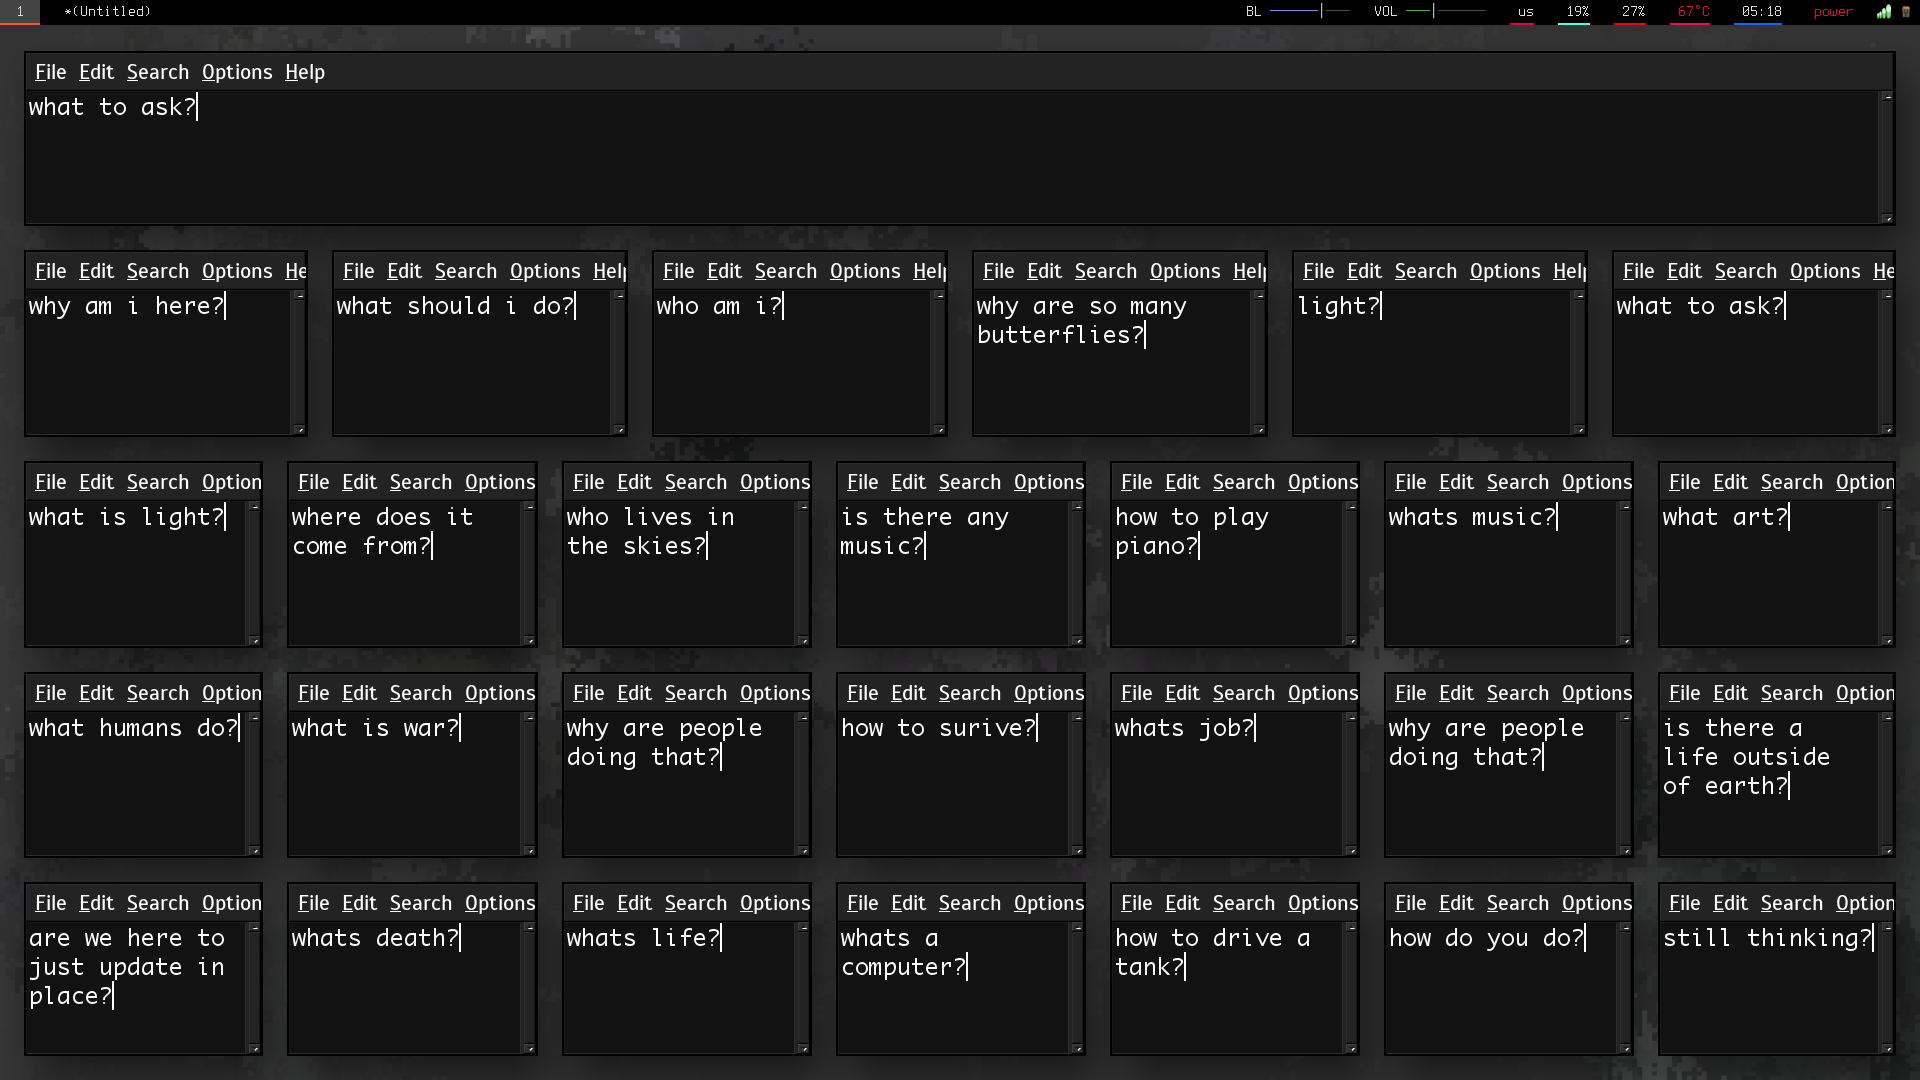 1 *(Untitled) BL VOL us 19% 27% 67°C 05:18 power
File Edit Search Options Help
what to ask?
File Edit Search Options He
why am i here?
File Edit Search Options Help
what should i do?
File Edit Search Options Help
who am i?
File Edit Search Options Help
why are so many
butterflies?
File Edit Search Options Help
light?
File Edit Search Options He
what to ask?
File Edit Search Option
what is light?
File Edit Search Options
where does it
come from?
File Edit Search Options
who lives in
the skies?
File Edit Search Options
is there any
music?
File Edit Search Options
how to play
piano?
File Edit Search Options
whats music?
File Edit Search Option
what art?
File Edit Search Option
what humans do?
File Edit Search Options
what is war?
File Edit Search Options
why are people
doing that?
File Edit Search Options
how to surive?
File Edit Search Options
whats job?
File Edit Search Options
why are people
doing that?
File Edit Search Option
is there a
life outside
of earth?
File Edit Search Option
are we here to
just update in
place?
File Edit Search Options
whats death?
File Edit Search Options
whats life?
File Edit Search Options
whats a
computer?
File Edit Search Options
how to drive a
tank?
File Edit Search Options
how do you do?
File Edit Search Option
still thinking?